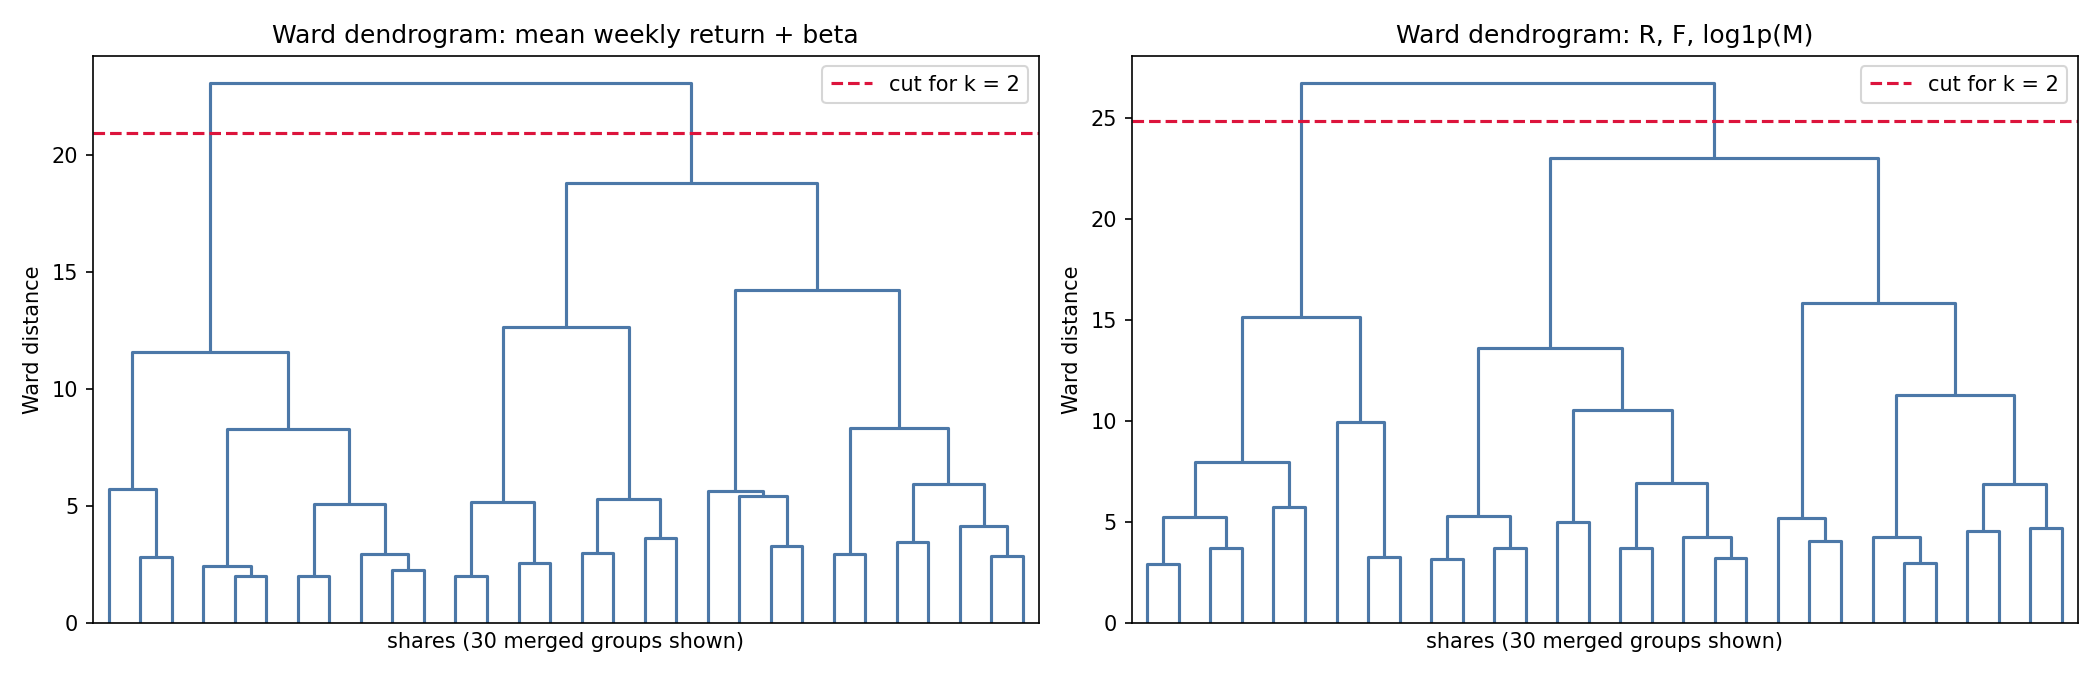 Ward dendrogram: mean weekly return + beta
cut for k = 2
Ward distance
20
15
10
5
0
shares (30 merged groups shown)
Ward dendrogram: R, F, log1p(M)
cut for k = 2
Ward distance
25
20
15
10
5
0
shares (30 merged groups shown)